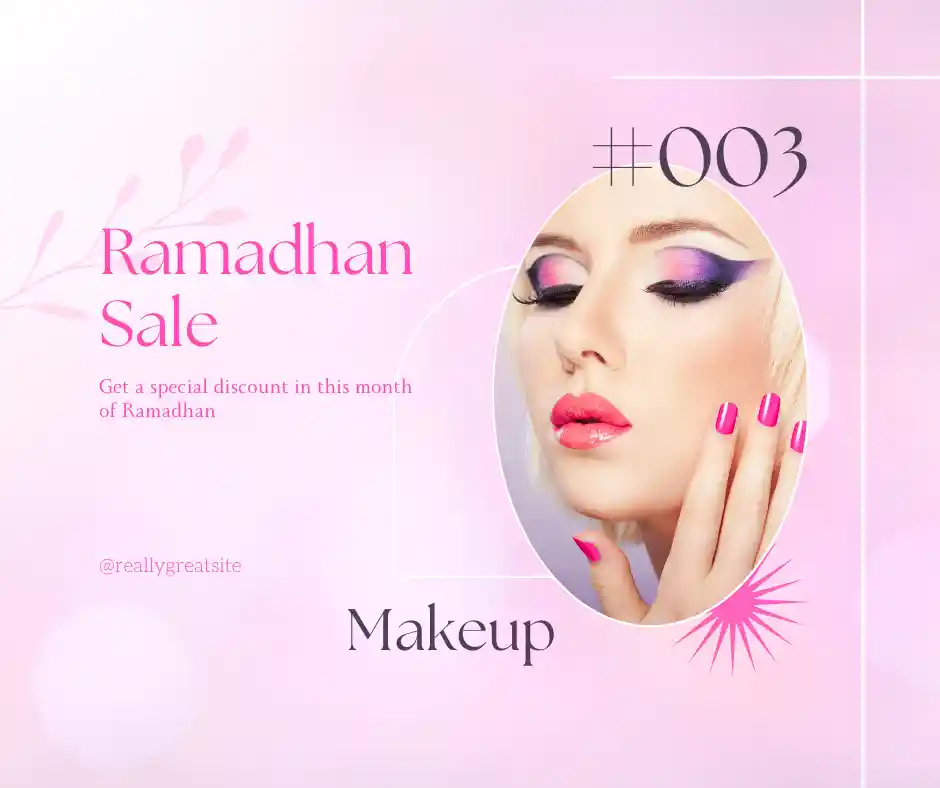 #003
Ramadhan
Sale
Get a special discount in this month
of Ramadhan
@reallygreatsite
Makeup